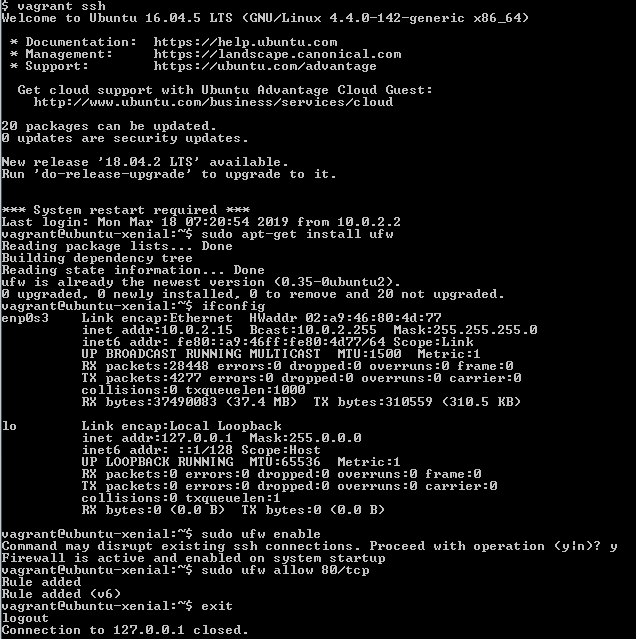 $ vagrant ssh
Welcome to Ubuntu 16.04.5 LTS (GNU/Linux 4.4.0-142-generic x86_64)
* Documentation: https://help.ubuntu.com
* Management: https://landscape.canonical.com
* Support: https://ubuntu.com/advantage
Get cloud support with Ubuntu Advantage Cloud Guest:
http://www.ubuntu.com/business/services/cloud
20 packages can be updated.
0 updates are security updates.
New release '18.04.2 LTS' available.
Run 'do-release-upgrade' to upgrade to it.
*** System restart required ***
Last login: Mon Mar 18 07:20:54 2019 from 10.0.2.2
vagrant@ubuntu-xenial:~$ sudo apt-get install ufw
Reading package lists... Done
Building dependency tree
Reading state information... Done
ufw is already the newest version (0.35-0ubuntu2).
0 upgraded, 0 newly installed, 0 to remove and 20 not upgraded.
vagrant@ubuntu-xenial:~$ ifconfig
enp0s3 Link encap:Ethernet HWaddr 02:a9:46:80:4d:77
inet addr:10.0.2.15 Bcast:10.0.2.255 Mask:255.255.255.0
inet6 addr: fe80::a9:46ff:fe80:4d77/64 Scope:Link
UP BROADCAST RUNNING MULTICAST MTU:1500 Metric:1
RX packets:28448 errors:0 dropped:0 overruns:0 frame:0
TX packets:4277 errors:0 dropped:0 overruns:0 carrier:0
collisions:0 txqueuelen:1000
RX bytes:37490083 (37.4 MB) TX bytes:310559 (310.5 KB)
lo Link encap:Local Loopback
inet addr:127.0.0.1 Mask:255.0.0.0
inet6 addr: ::1/128 Scope:Host
UP LOOPBACK RUNNING MTU:65536 Metric:1
RX packets:0 errors:0 dropped:0 overruns:0 frame:0
TX packets:0 errors:0 dropped:0 overruns:0 carrier:0
collisions:0 txqueuelen:1
RX bytes:0 (0.0 B) TX bytes:0 (0.0 B)
vagrant@ubuntu-xenial:~$ sudo ufw enable
Command may disrupt existing ssh connections. Proceed with operation (y|n)? y
Firewall is active and enabled on system startup
vagrant@ubuntu-xenial:~$ sudo ufw allow 80/tcp
Rule added
Rule added (v6)
vagrant@ubuntu-xenial:~$ exit
logout
Connection to 127.0.0.1 closed.